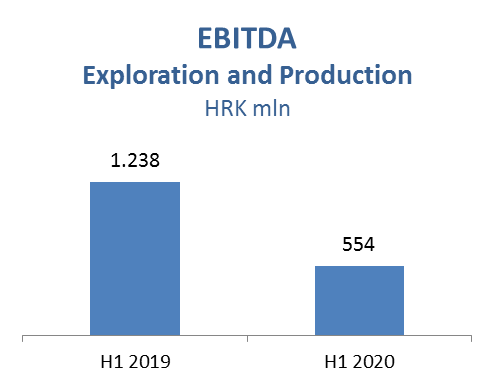 EBITDA
Exploration and Production
HRK mln
1.238
554
H1 2019
H1 2020